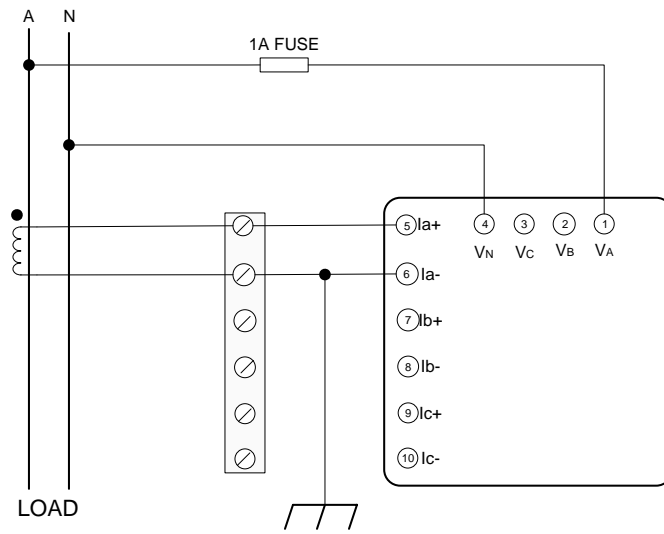 A N
1A FUSE
5 Ia+ 4 3 2 1
VN VC VB VA
6 Ia-
7 Ib+
8 Ib-
9 Ic+
10 Ic-
LOAD